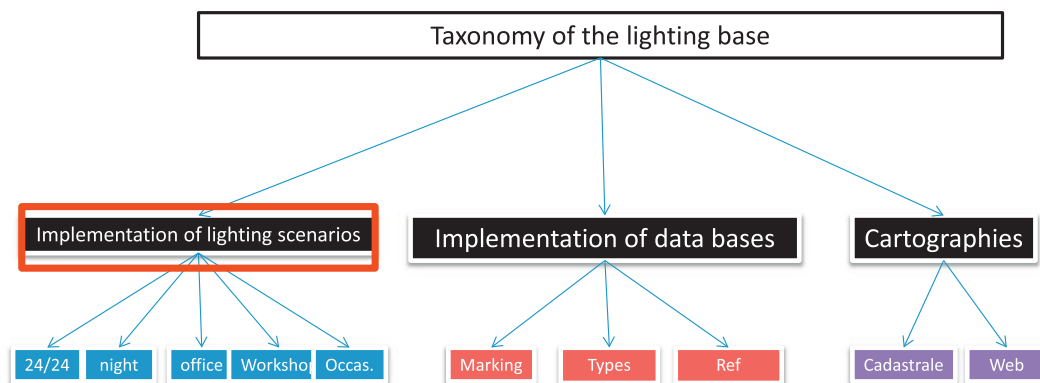 Taxonomy of the lighting base
Implementation of lighting scenarios
Implementation of data bases
Cartographies
24/24
night
office
Workshop
Occas.
Marking
Types
Ref
Cadastrale
Web